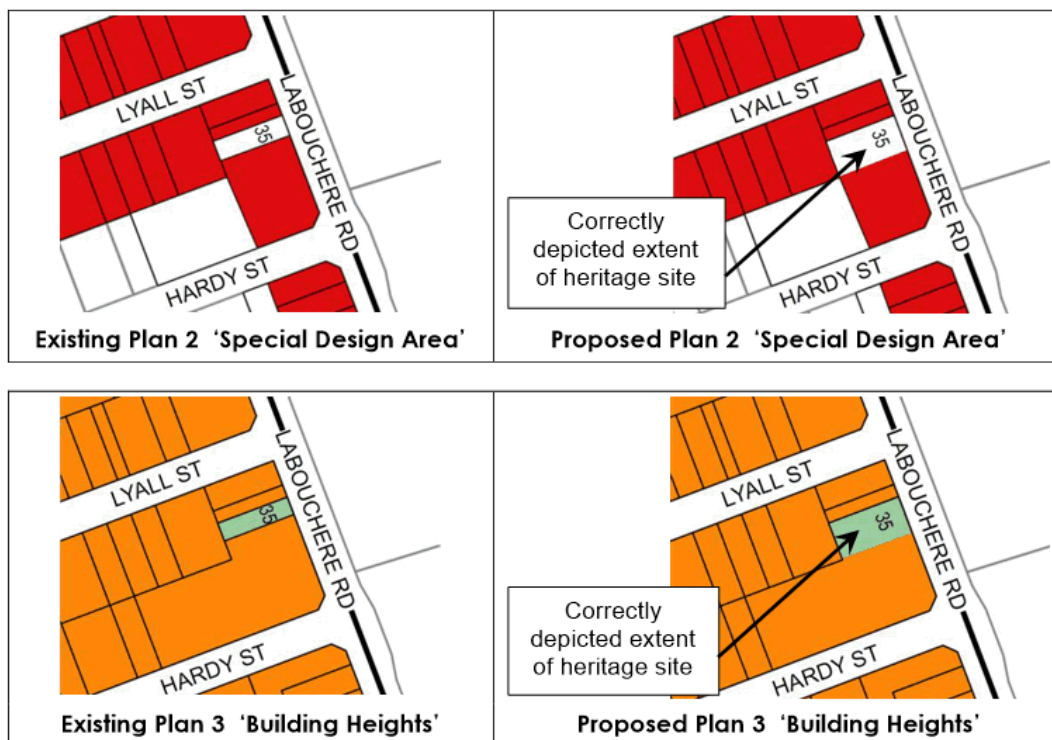 LYALL ST
LABOUCHERE RD
35
HARDY ST
Existing Plan 2 ‘Special Design Area’
LYALL ST
LABOUCHERE RD
35
Correctly
depicted extent
of heritage site
HARDY ST
Proposed Plan 2 ‘Special Design Area’
LYALL ST
LABOUCHERE RD
35
HARDY ST
Existing Plan 3 ‘Building Heights’
LYALL ST
LABOUCHERE RD
35
Correctly
depicted extent
of heritage site
HARDY ST
Proposed Plan 3 ‘Building Heights’